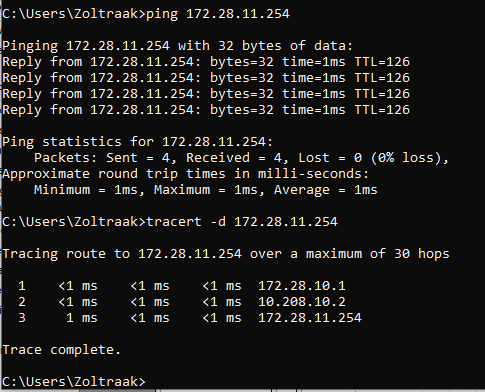 C:\Users\Zoltraak>ping 172.28.11.254
Pinging 172.28.11.254 with 32 bytes of data:
Reply from 172.28.11.254: bytes=32 time=1ms TTL=126
Reply from 172.28.11.254: bytes=32 time=1ms TTL=126
Reply from 172.28.11.254: bytes=32 time=1ms TTL=126
Reply from 172.28.11.254: bytes=32 time=1ms TTL=126
Ping statistics for 172.28.11.254:
    Packets: Sent = 4, Received = 4, Lost = 0 (0% loss),
Approximate round trip times in milli-seconds:
    Minimum = 1ms, Maximum = 1ms, Average = 1ms
C:\Users\Zoltraak>tracert -d 172.28.11.254
Tracing route to 172.28.11.254 over a maximum of 30 hops
  1    <1 ms    <1 ms    <1 ms  172.28.10.1
  2    <1 ms    <1 ms    <1 ms  10.208.10.2
  3     1 ms    <1 ms    <1 ms  172.28.11.254
Trace complete.
C:\Users\Zoltraak>